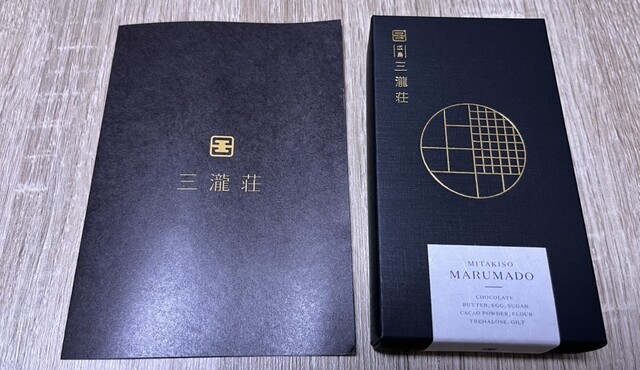 三瀧荘
広島
三瀧荘
MITAKISO
MARUMADO
CHOCOLATE
BUTTER, EGG, SUGAR
CACAO POWDER, FLOUR
TREHALOSE, GILT